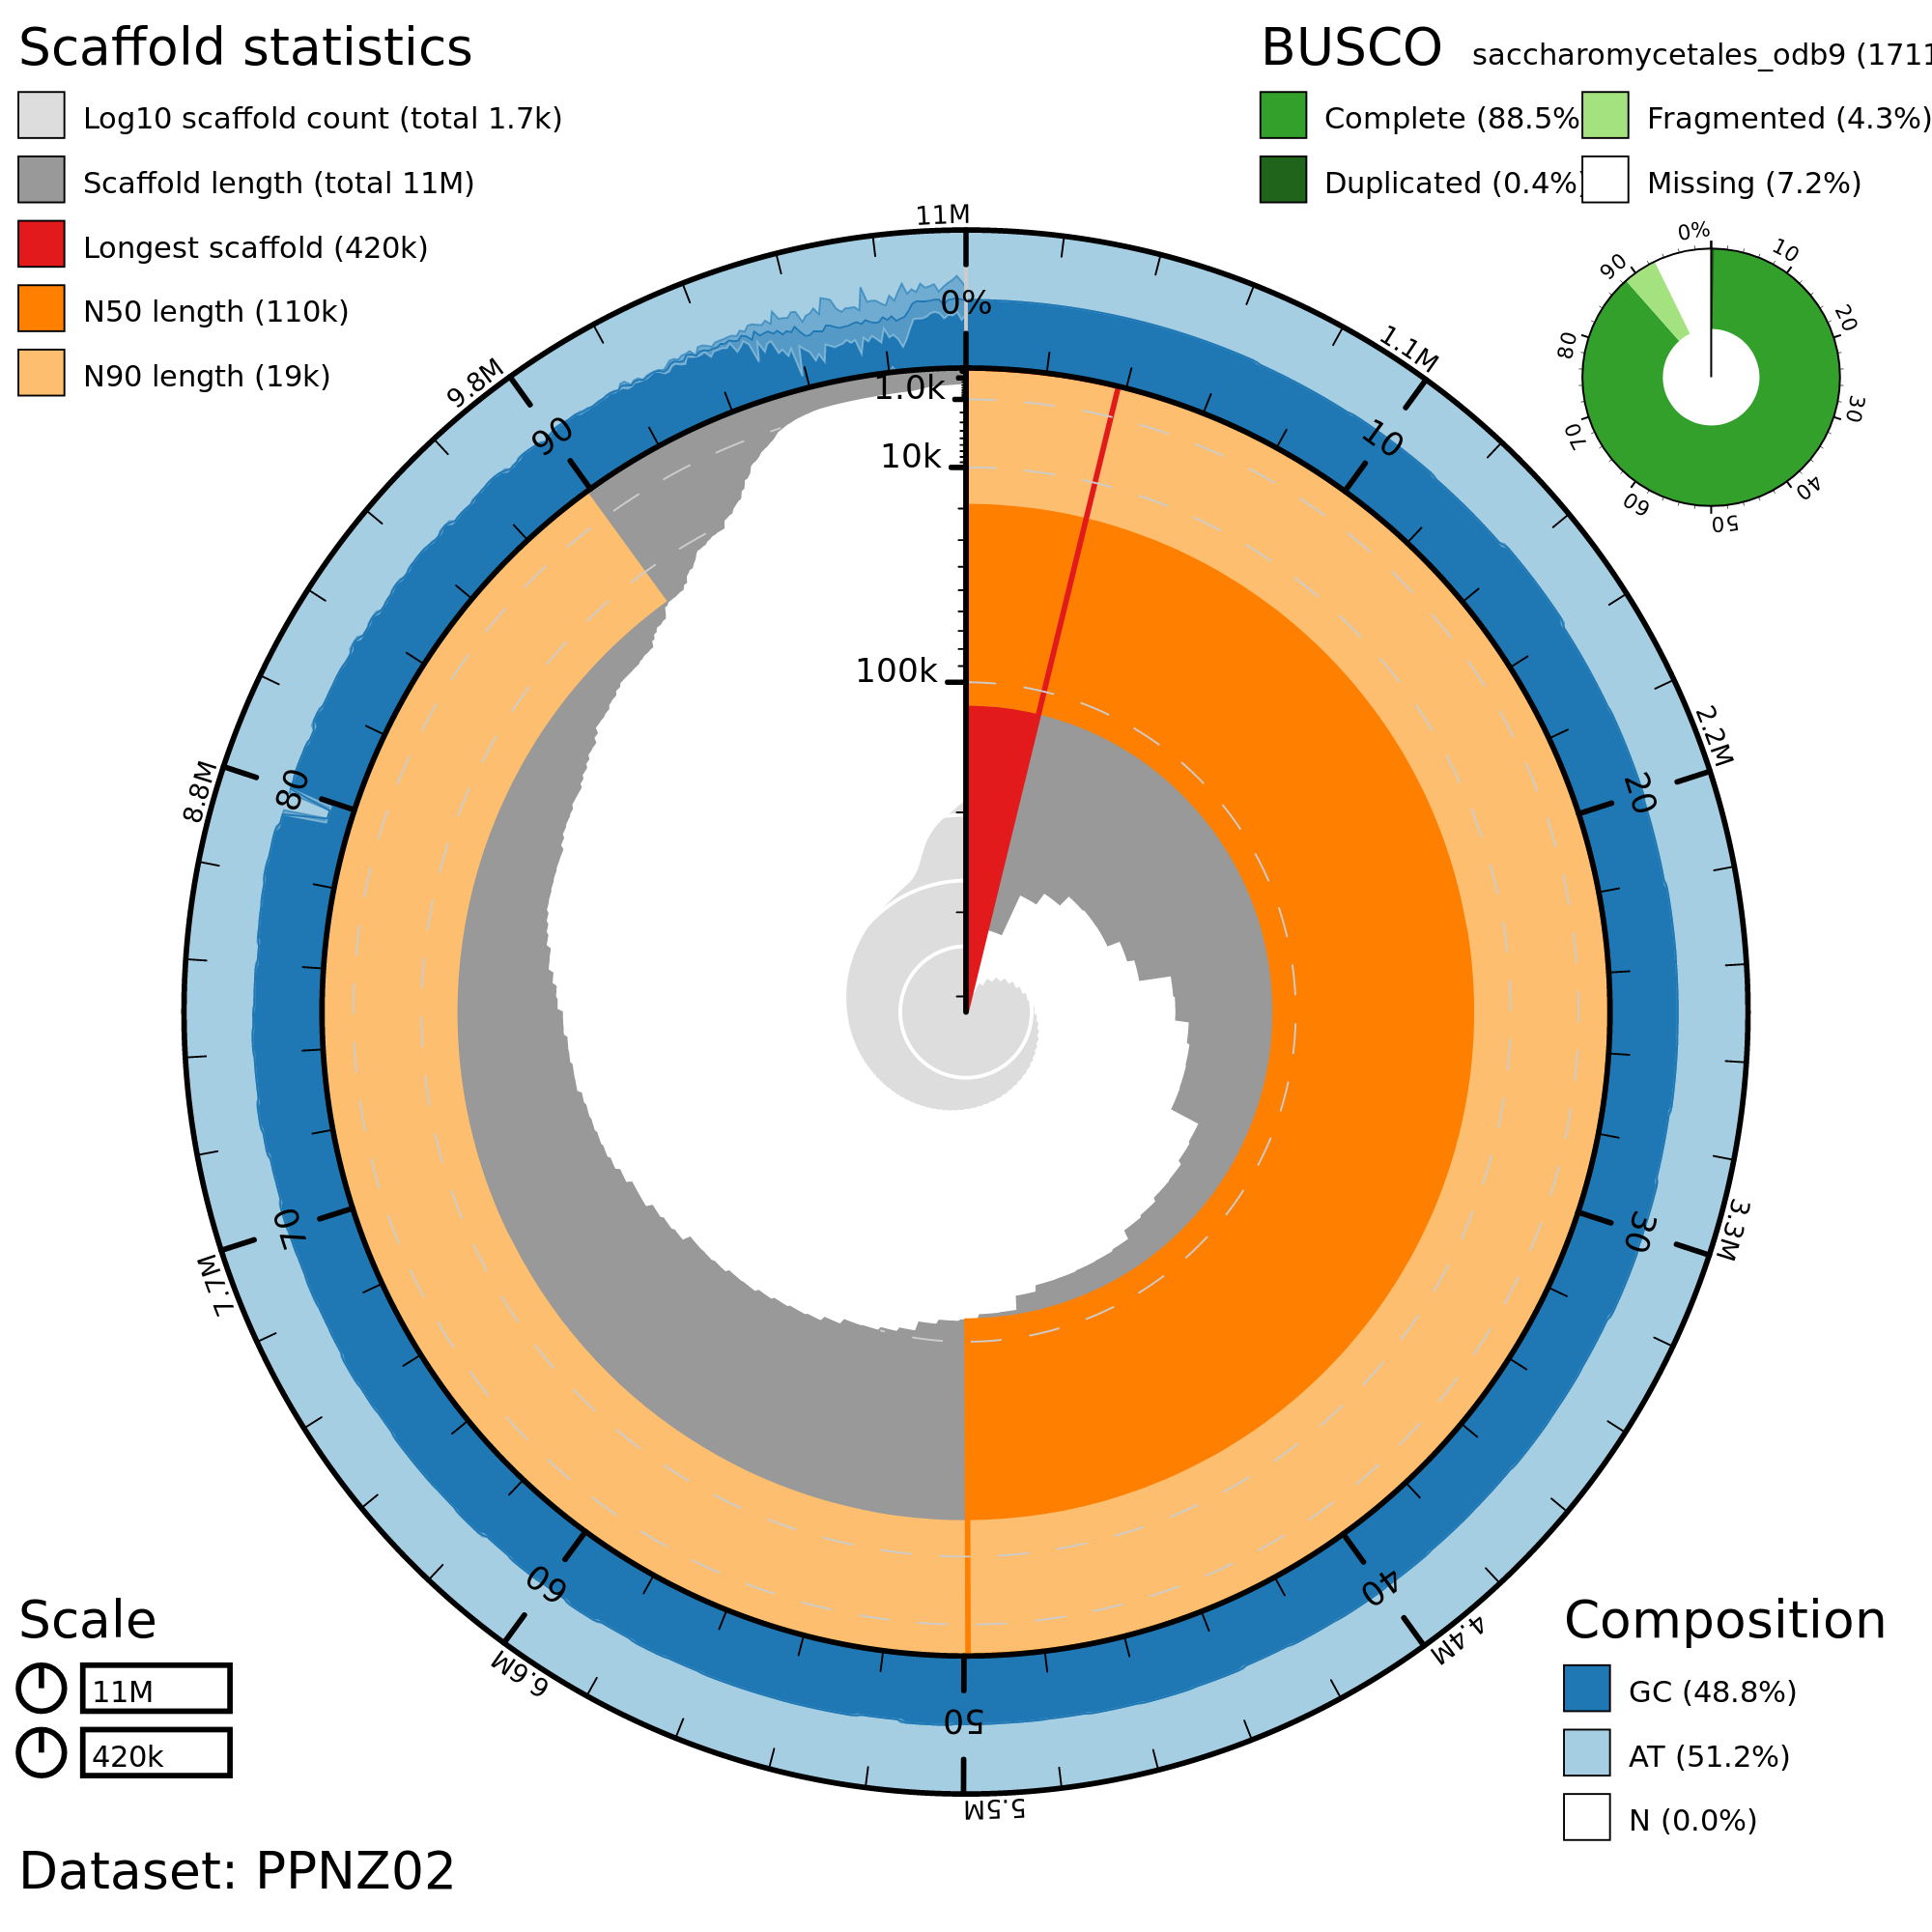 Scaffold statistics
Log10 scaffold count (total 1.7k)
Scaffold length (total 11M)
Longest scaffold (420k)
N50 length (110k)
N90 length (19k)
BUSCO saccharomycetales_odb9 (1711
Complete (88.5%
Fragmented (4.3%)
Duplicated (0.4%)
Missing (7.2%)
0%
10
20
30
40
50
60
70
80
90
11M
1.1M
2.2M
3.3M
4.4M
5.5M
6.6M
7.7M
8.8M
9.8M
0%
10
20
30
40
50
60
70
80
90
1.0k
10k
100k
Scale
11M
420k
Composition
GC (48.8%)
AT (51.2%)
N (0.0%)
Dataset: PPNZ02